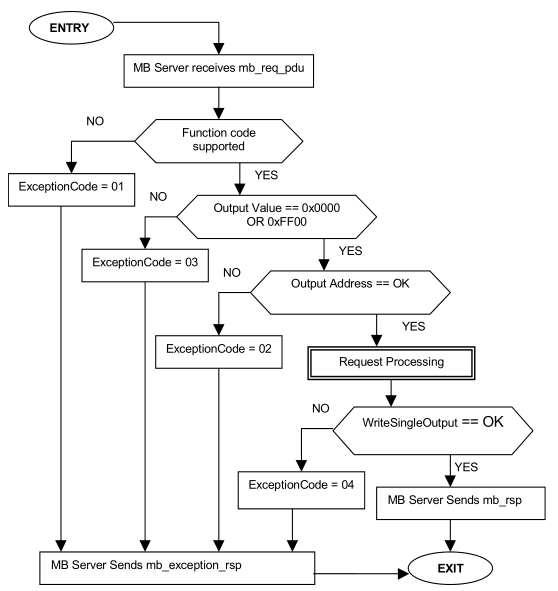 ENTRY
MB Server receives mb_req_pdu
NO
Function code
supported
YES
ExceptionCode = 01
NO
Output Value == 0x0000
OR 0xFF00
YES
ExceptionCode = 03
NO
Output Address == OK
YES
ExceptionCode = 02
Request Processing
NO
WriteSingleOutput == OK
YES
ExceptionCode = 04
MB Server Sends mb_rsp
MB Server Sends mb_exception_rsp
EXIT